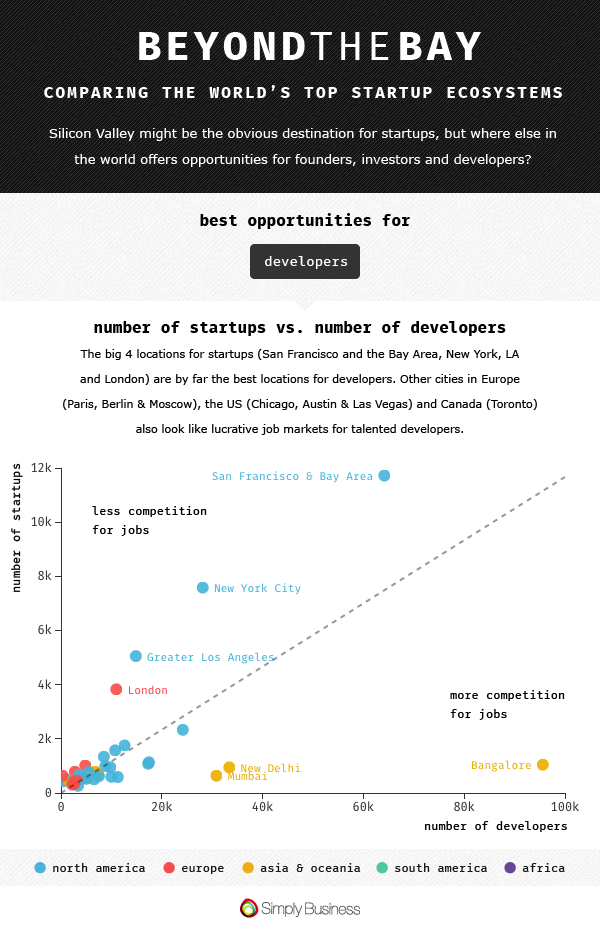 BEYONDTHEBAY
COMPARING THE WORLD'S TOP STARTUP ECOSYSTEMS
Silicon Valley might be the obvious destination for startups, but where else in
the world offers opportunities for founders, investors and developers?
best opportunities for
developers
number of startups vs. number of developers
The big 4 locations for startups (San Francisco and the Bay Area, New York, LA
and London) are by far the best locations for developers. Other cities in Europe
(Paris, Berlin & Moscow), the US (Chicago, Austin & Las Vegas) and Canada (Toronto)
also look like lucrative job markets for talented developers.
number of startups
12k
10k
8k
6k
4k
2k
0
San Francisco & Bay Area
less competition
for jobs
New York City
Greater Los Angeles
London
more competition
for jobs
New Delhi
Mumbai
Bangalore
0 20k 40k 60k 80k 100k
number of developers
north america europe asia & oceania south america africa
Simply Business